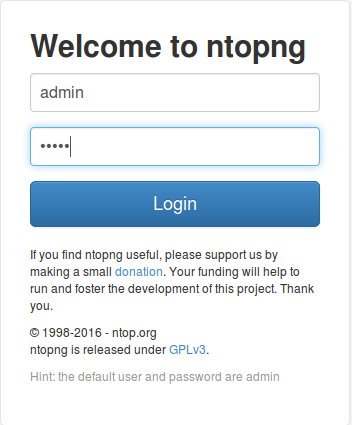 Welcome to ntopng
admin
•••••
Login
If you find ntopng useful, please support us by
making a small donation. Your funding will help to
run and foster the development of this project. Thank
you.
© 1998-2016 - ntop.org
ntopng is released under GPLv3.
Hint: the default user and password are admin